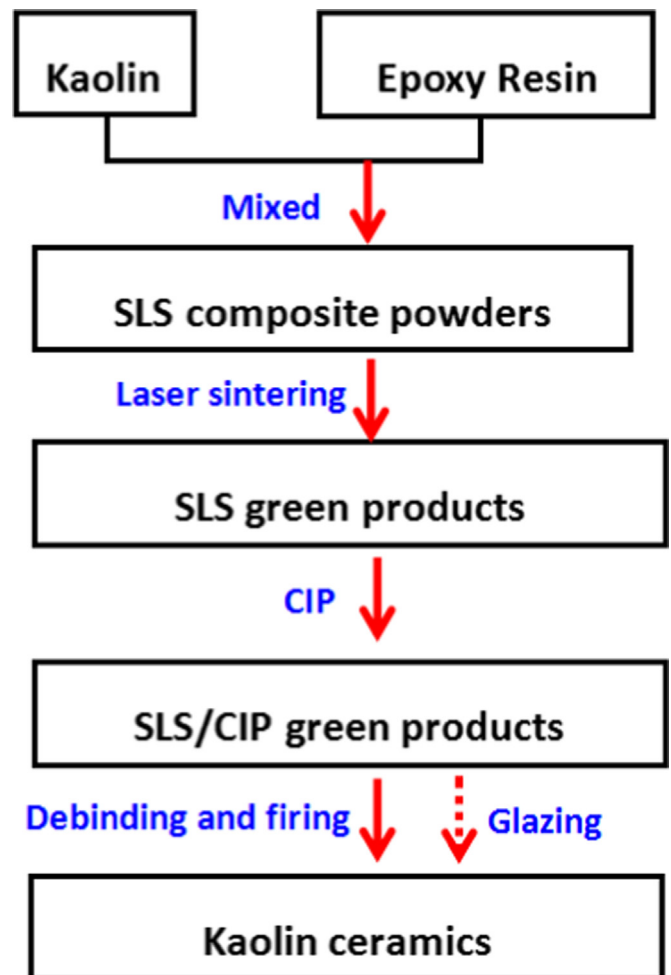 Kaolin
Epoxy Resin
Mixed
SLS composite powders
Laser sintering
SLS green products
CIP
SLS/CIP green products
Debinding and firing
Glazing
Kaolin ceramics